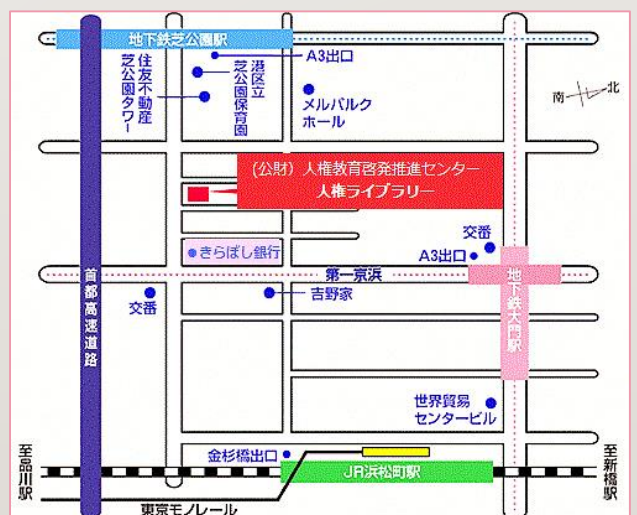 地下鉄芝公園駅
A3出口
住友不動産
芝公園タワー
港区立
芝公園保育園
メルパルク
ホール
南
北
(公財)人権教育啓発推進センター
人権ライブラリー
交番
A3出口
きらぼし銀行
第一京浜
地下鉄大門駅
首都高速道路
交番
吉野家
世界貿易
センタービル
金杉橋出口
至品川駅
JR浜松町駅
至新橋駅
東京モノレール